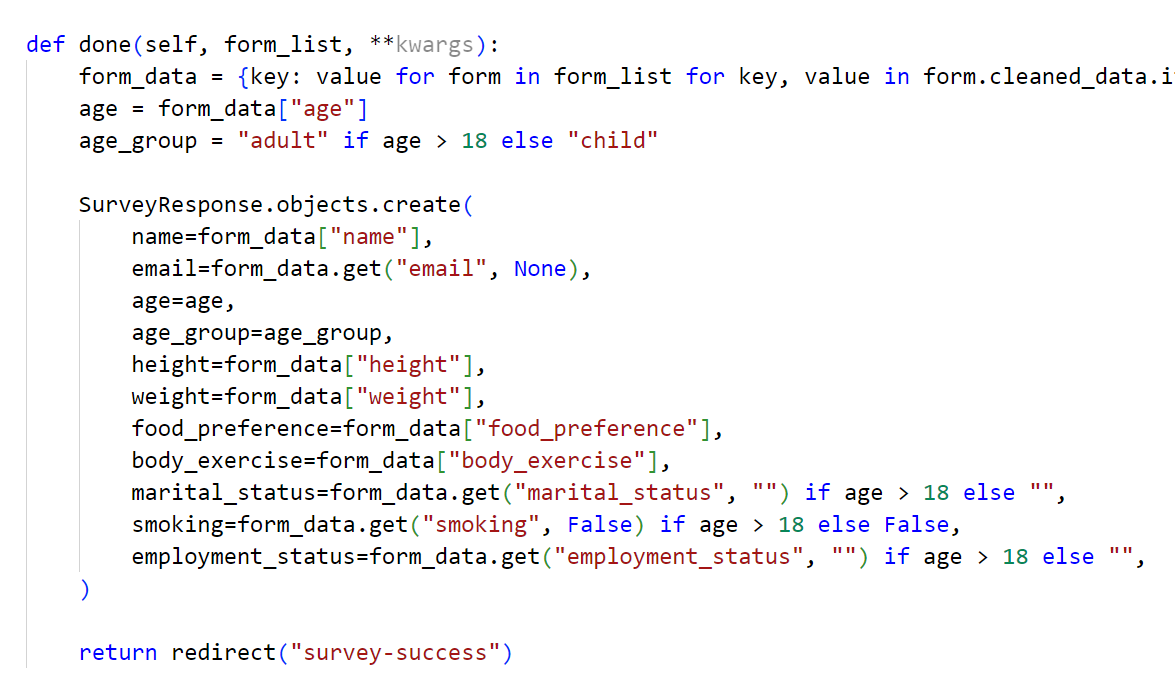 def done(self, form_list, **kwargs):
    form_data = {key: value for form in form_list for key, value in form.cleaned_data.i
    age = form_data["age"]
    age_group = "adult" if age > 18 else "child"

    SurveyResponse.objects.create(
        name=form_data["name"],
        email=form_data.get("email", None),
        age=age,
        age_group=age_group,
        height=form_data["height"],
        weight=form_data["weight"],
        food_preference=form_data["food_preference"],
        body_exercise=form_data["body_exercise"],
        marital_status=form_data.get("marital_status", "") if age > 18 else "",
        smoking=form_data.get("smoking", False) if age > 18 else False,
        employment_status=form_data.get("employment_status", "") if age > 18 else "",
    )

    return redirect("survey-success")